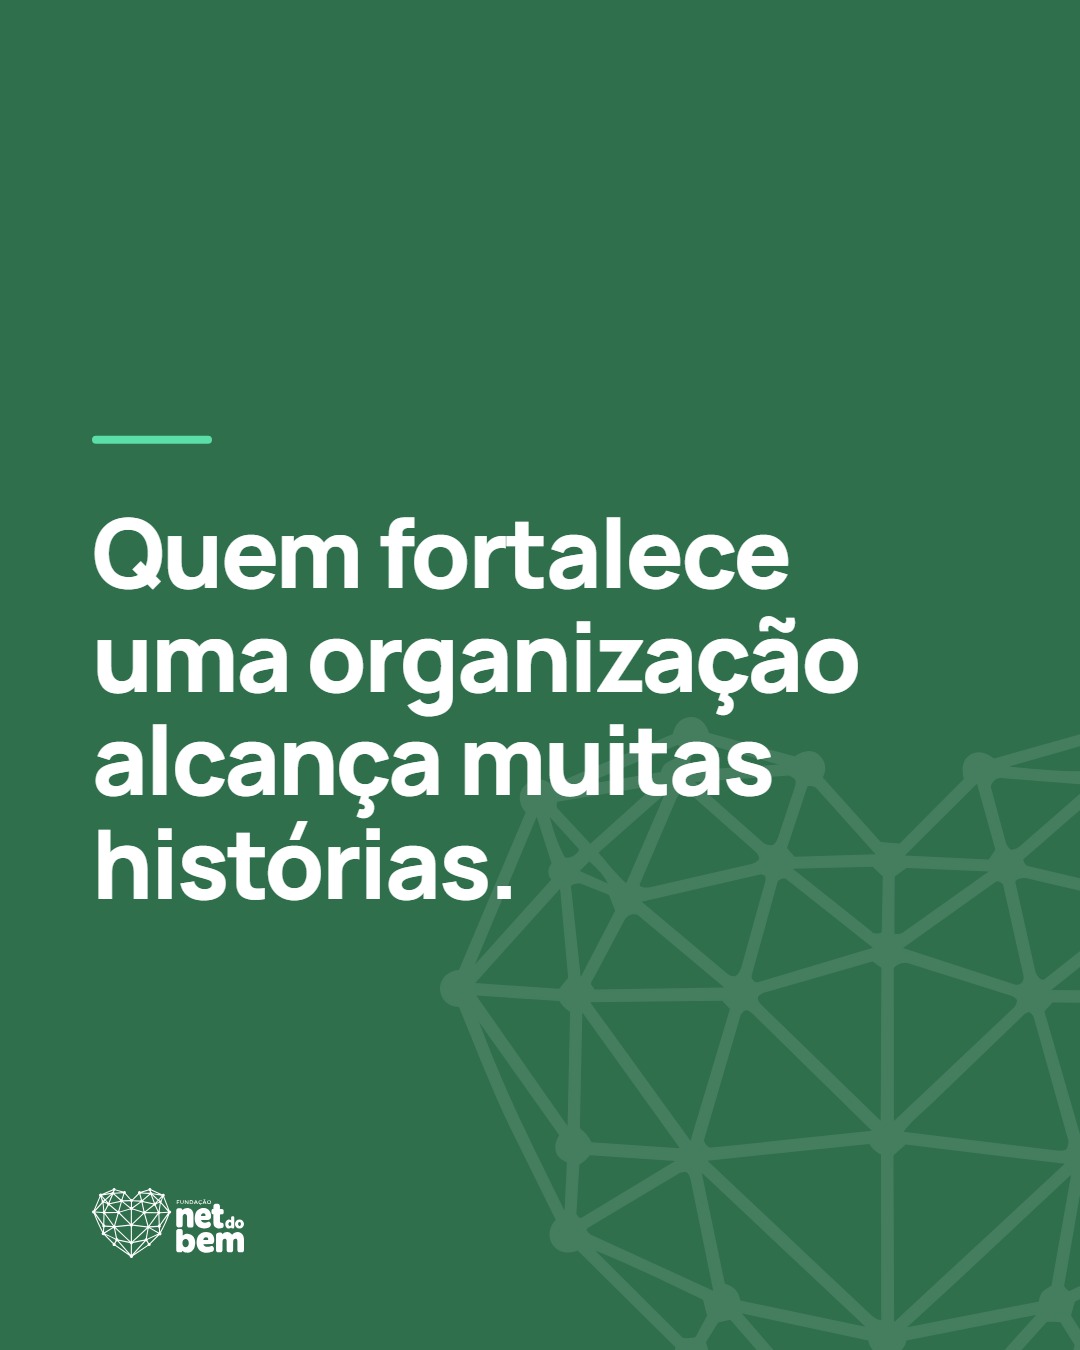 Quem fortalece
uma organização
alcança muitas
histórias.
FUNDAÇÃO
net do
bem